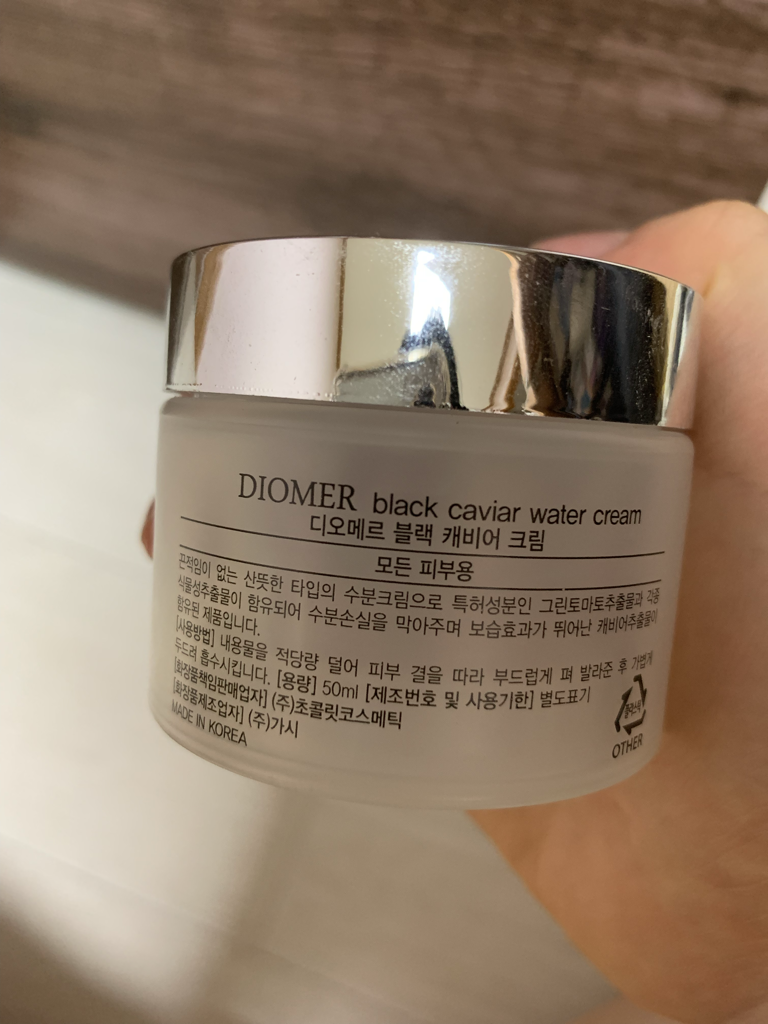 DIOMER black caviar water cream
디오메르 블랙 캐비어 크림
모든 피부용
끈적임이 없는 산뜻한 타입의 수분크림으로 특허성분인 그린토마토추출물과 각종
식물성추출물이 함유되어 수분손실을 막아주며 보습효과가 뛰어난 캐비어추출물이
함유된 제품입니다.
[사용방법] 내용물을 적당량 덜어 피부 결을 따라 부드럽게 펴 발라준 후 가볍게
두드려 흡수시킵니다. [용량] 50ml [제조번호 및 사용기한] 별도표기
[화장품책임판매업자] (주)초콜릿코스메틱
[화장품제조업자] (주)가시
MADE IN KOREA
플라스틱
OTHER